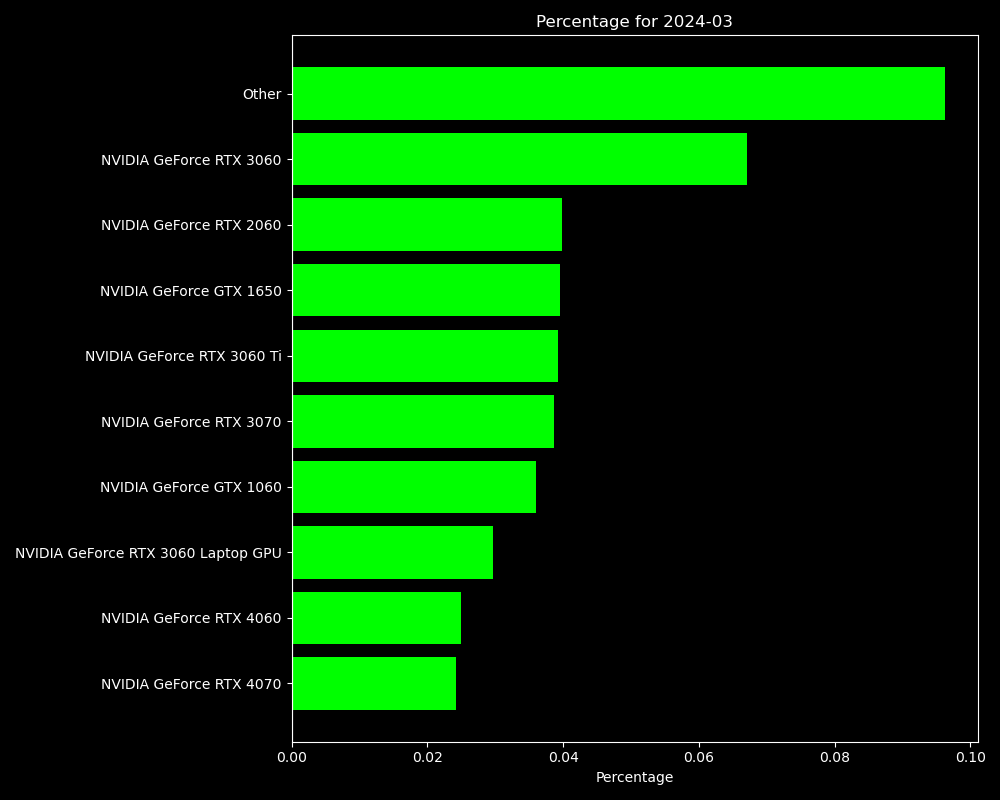 Percentage for 2024-03
Other
NVIDIA GeForce RTX 3060
NVIDIA GeForce RTX 2060
NVIDIA GeForce GTX 1650
NVIDIA GeForce RTX 3060 Ti
NVIDIA GeForce RTX 3070
NVIDIA GeForce GTX 1060
NVIDIA GeForce RTX 3060 Laptop GPU
NVIDIA GeForce RTX 4060
NVIDIA GeForce RTX 4070
0.00 0.02 0.04 0.06 0.08 0.10
Percentage